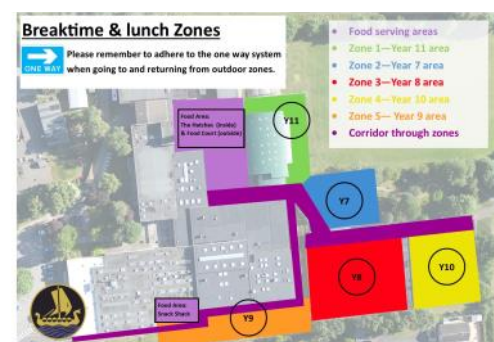 Breaktime & lunch Zones
ONE WAY
Please remember to adhere to the one way system
when going to and returning from outdoor zones.
Food serving areas
Zone 1—Year 11 area
Zone 2—Year 7 area
Zone 3—Year 8 area
Zone 4—Year 10 area
Zone 5— Year 9 area
Corridor through zones
Food Area:
The Hatches (inside)
& Food Court (outside)
Y11
Y7
Y8
Y10
Food Area:
Snack Shack
Y9